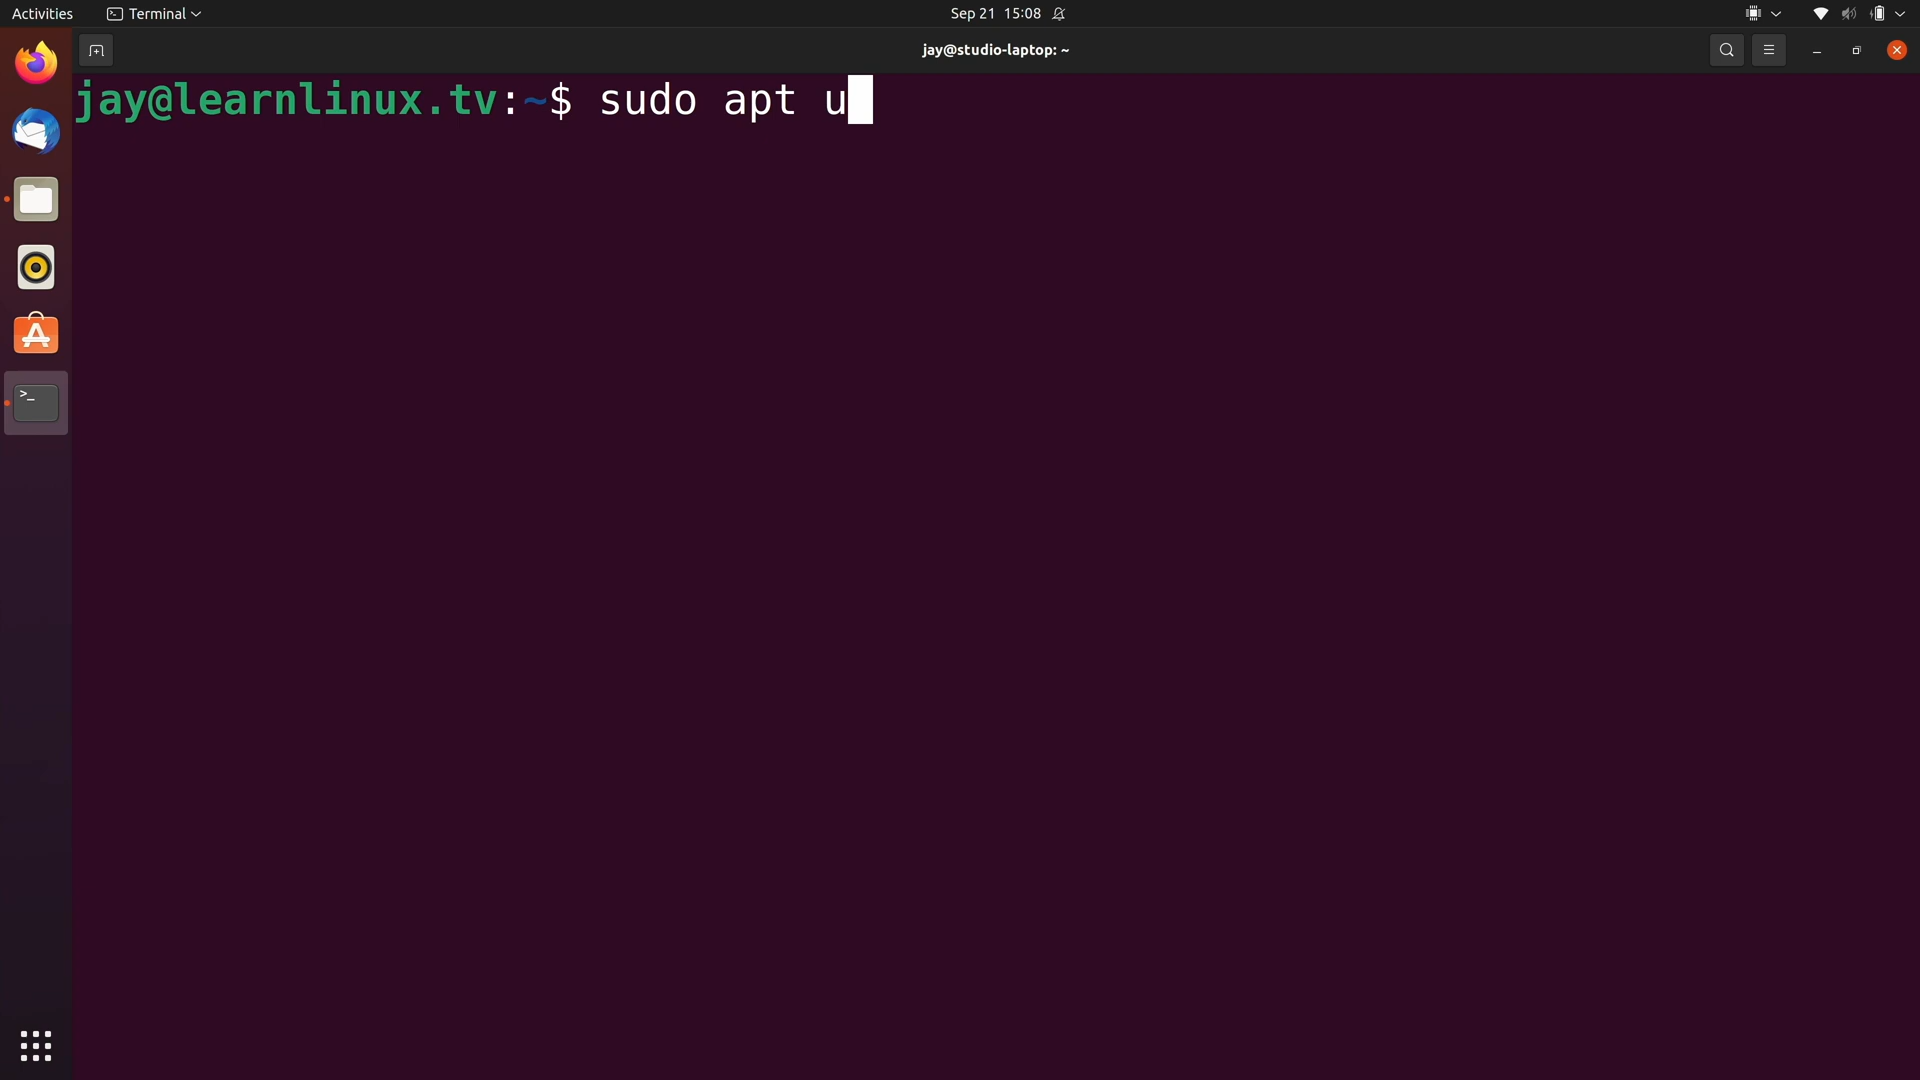 Activities Terminal Sep 21 15:08
jay@studio-laptop: ~
jay@learnlinux.tv:~$ sudo apt u
>_